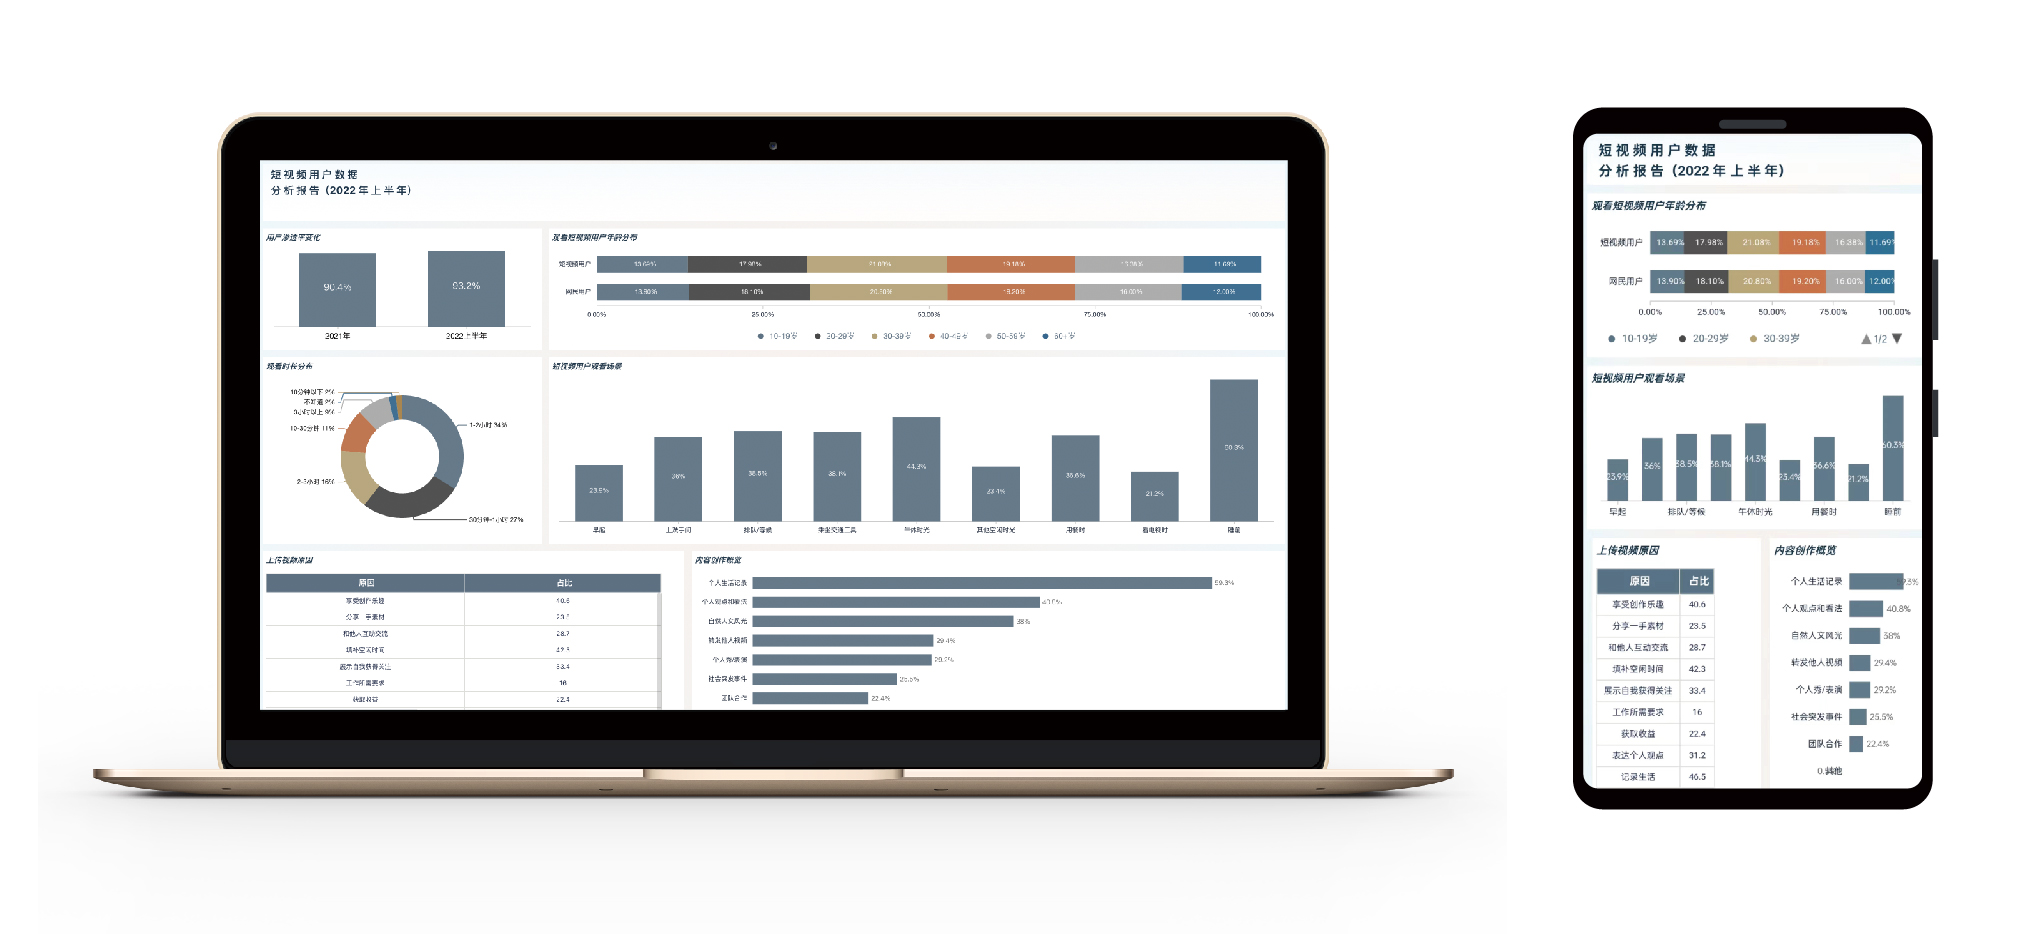 短视频用户数据
分析报告 (2022年上半年)
用户渗透率变化
90.4%
93.2%
2021年
2022上半年
观看短视频用户年龄分布
短视频用户
13.69%
17.98%
21.08%
19.18%
16.38%
11.69%
网民用户
13.90%
18.10%
20.80%
19.20%
16.00%
12.00%
0.00%
25.00%
50.00%
75.00%
100.00%
10-19岁
20-29岁
30-39岁
40-49岁
50-59岁
60+岁
观看时长分布
10分钟以下 2%
不知道 2%
3小时以上 9%
10-30分钟 11%
2-3小时 16%
1-2小时 34%
30分钟-1小时 27%
短视频用户观看场景
23.9%
36%
38.5%
38.1%
44.3%
23.4%
36.6%
21.2%
60.3%
早起
上洗手间
排队/等候
乘坐交通工具
午休时光
其他空闲时光
用餐时
看电视时
睡前
上传视频原因
原因
占比
享受创作乐趣
40.6
分享一手素材
23.5
和他人互动交流
28.7
填补空闲时间
42.3
展示自我获得关注
33.4
工作所需要求
16
获取收益
22.4
内容创作概览
个人生活记录
59.3%
个人观点和看法
40.8%
自然人文风光
38%
转发他人视频
29.4%
个人秀/表演
29.2%
社会突发事件
25.5%
团队合作
22.4%
短视频用户数据
分析报告 (2022年上半年)
观看短视频用户年龄分布
短视频用户
13.69%
17.98%
21.08%
19.18%
16.38%
11.69%
网民用户
13.90%
18.10%
20.80%
19.20%
16.00%
12.00%
0.00%
25.00%
50.00%
75.00%
100.00%
10-19岁
20-29岁
30-39岁
1/2
短视频用户观看场景
23.9%
36%
38.5%
38.1%
44.3%
23.4%
36.6%
21.2%
60.3%
早起
排队/等候
午休时光
用餐时
睡前
上传视频原因
原因
占比
享受创作乐趣
40.6
分享一手素材
23.5
和他人互动交流
28.7
填补空闲时间
42.3
展示自我获得关注
33.4
工作所需要求
16
获取收益
22.4
表达个人观点
31.2
记录生活
46.5
内容创作概览
个人生活记录
59.3%
个人观点和看法
40.8%
自然人文风光
38%
转发他人视频
29.4%
个人秀/表演
29.2%
社会突发事件
25.5%
团队合作
22.4%